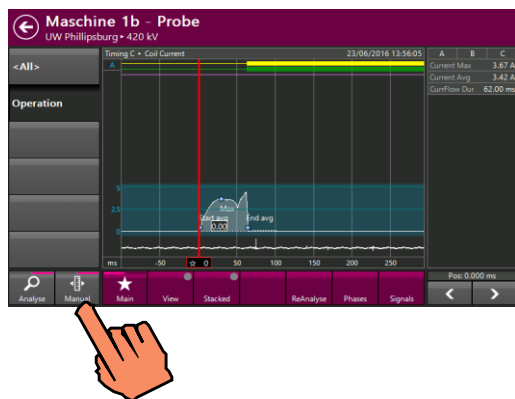 Maschine 1b - Probe
UW Phillipsburg ▸ 420 kV
<All>
Operation
Timing C • Coil Current 23/06/2016 13:56:05
A
5
2.5
0
Max
Start avg End avg
0.00
ms -50 0 50 100 150 200 250
A B C
Current Max 3.67 A
Current Avg 3.42 A
CurrFlow Dur 62.00 ms
Pos: 0.000 ms
Analyse Manual Main View Stacked ReAnalyse Phases Signals